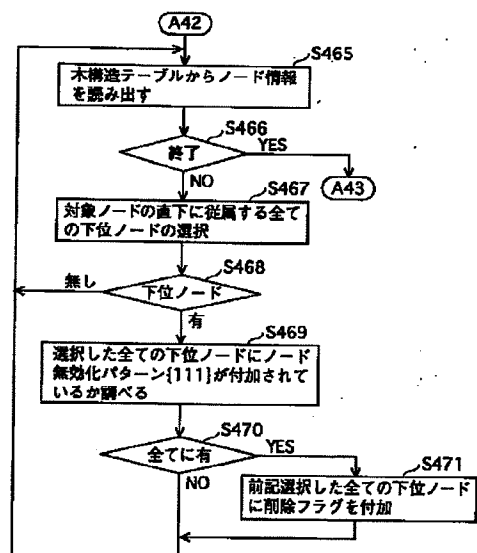 A42
S465
木構造テーブルからノード情報
を読み出す
S466
終了
YES
A43
NO
S467
対象ノードの直下に従属する全て
の下位ノードの選択
S468
無し
下位ノード
有
S469
選択した全ての下位ノードにノード
無効化パターン{111}が付加されて
いるか調べる
S470
全てに有
YES
NO
S471
前記選択した全ての下位ノード
に削除フラグを付加